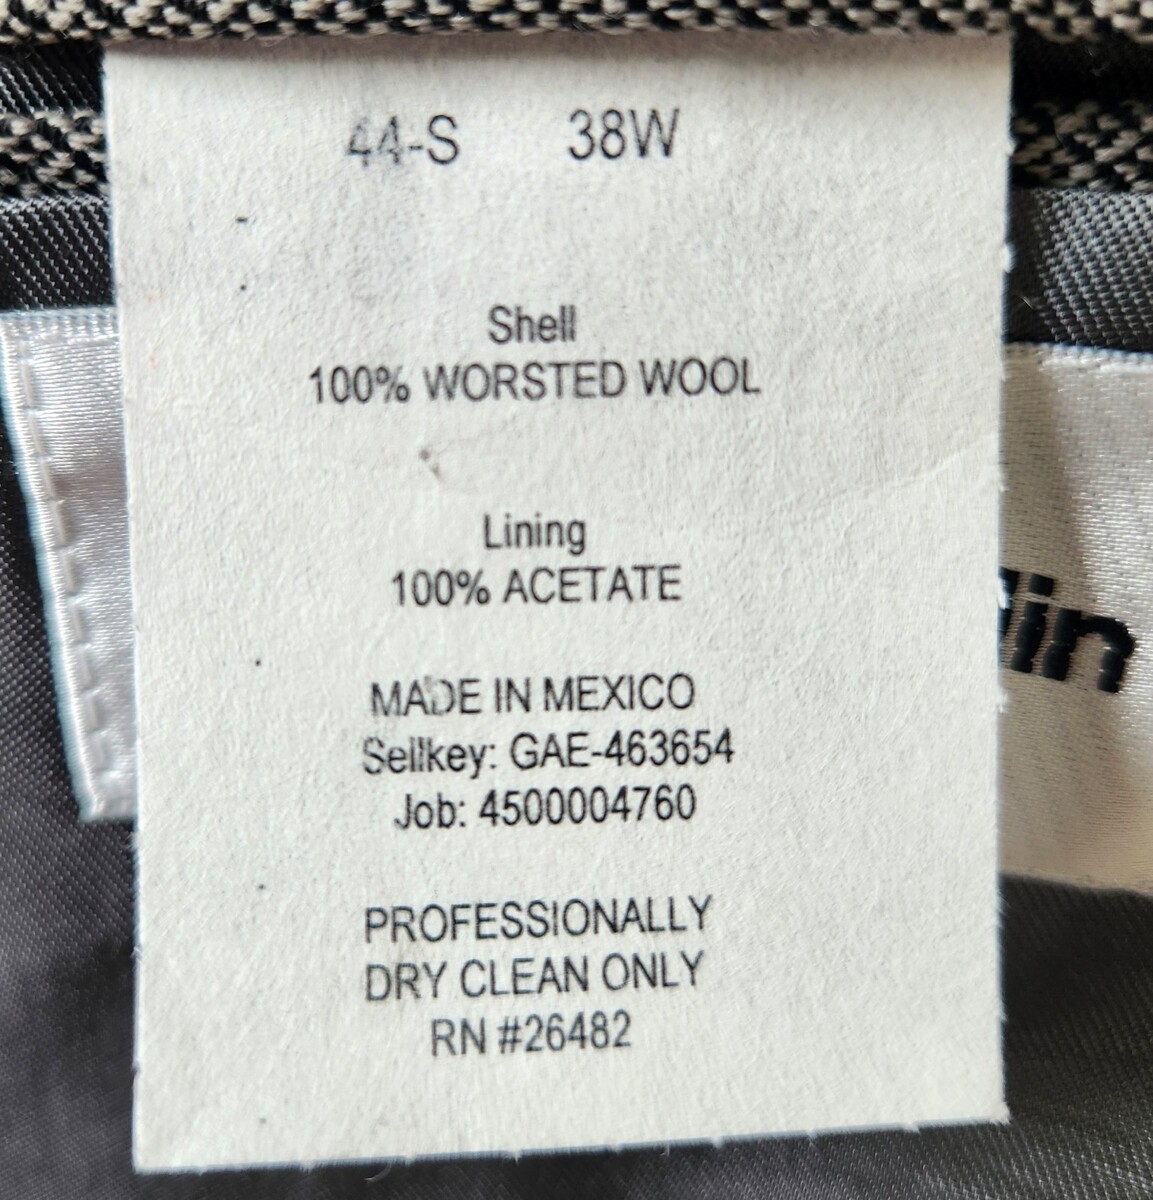 44-S 38W
Shell
100% WORSTED WOOL
Lining
100% ACETATE
MADE IN MEXICO
Sellkey: GAE-463654
Job: 4500004760
PROFESSIONALLY
DRY CLEAN ONLY
RN #26482